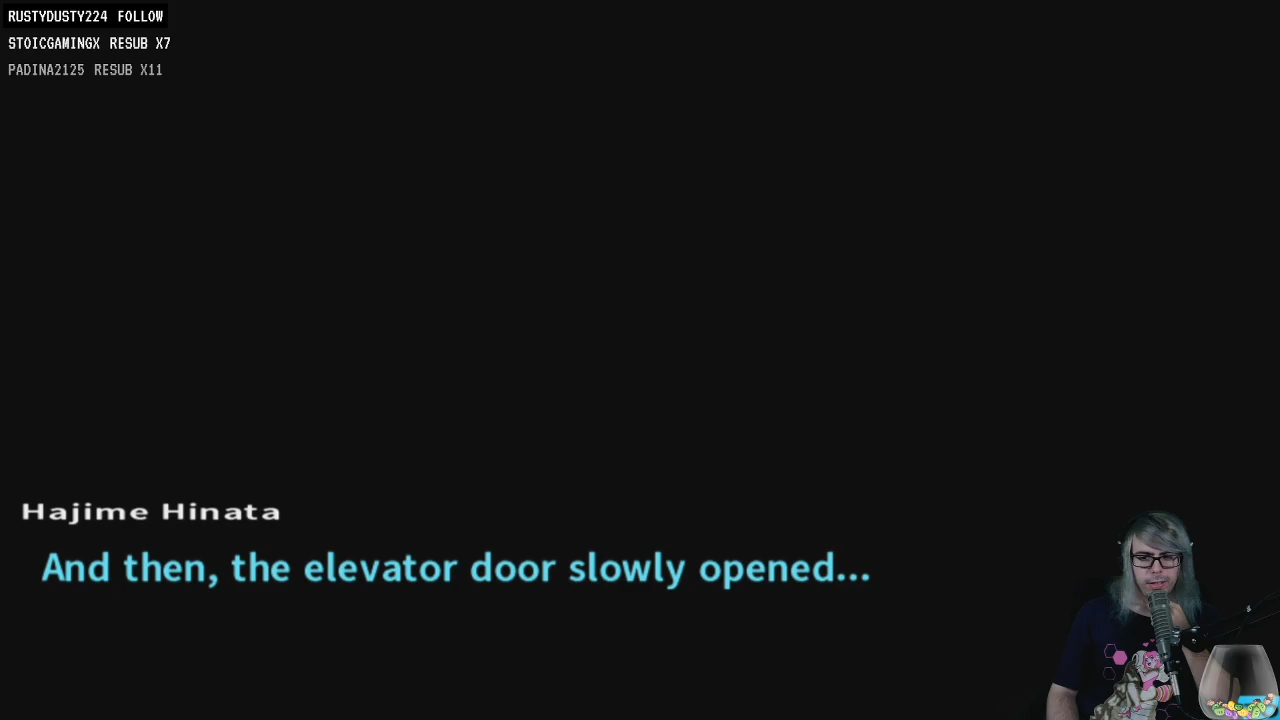 RUSTYDUSTY224 FOLLOW
STOICGAMINGX RESUB X7
PADINA2125 RESUB X11
Hajime Hinata
And then, the elevator door slowly opened...